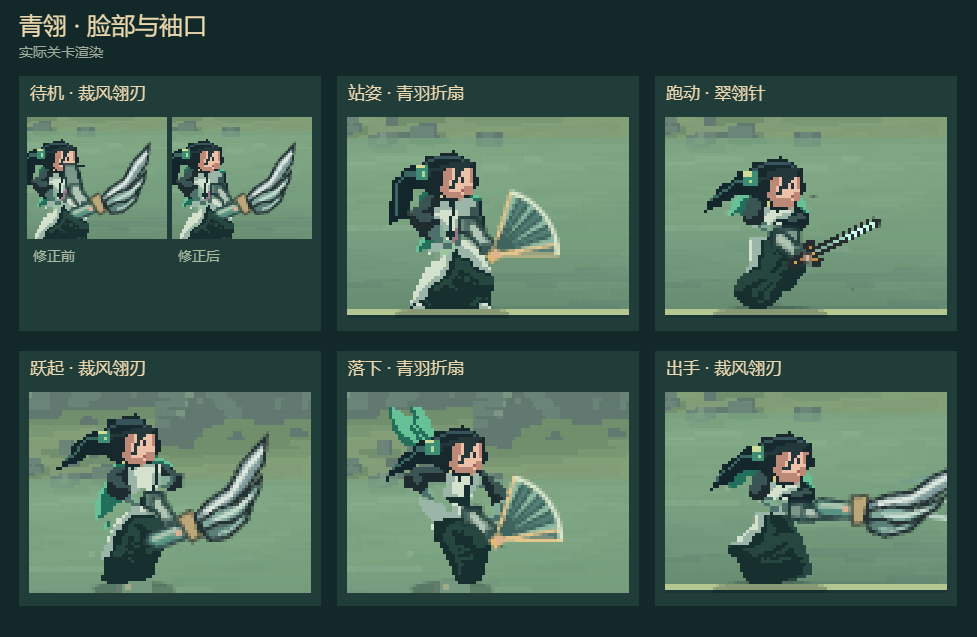 青翎 · 脸部与袖口
实际关卡渲染
待机 · 裁风翎刃
修正前
修正后
站姿 · 青羽折扇
跑动 · 翠翎针
跃起 · 裁风翎刃
落下 · 青羽折扇
出手 · 裁风翎刃